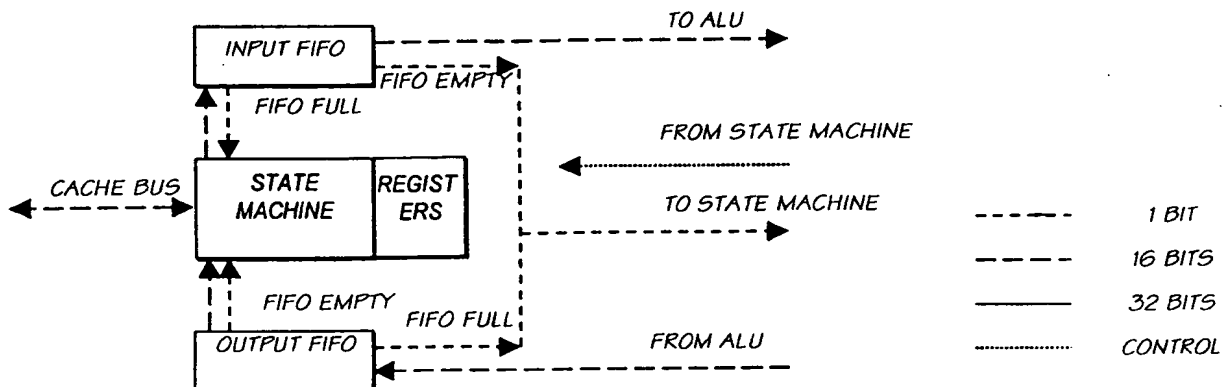 TO ALU
INPUT FIFO
FIFO EMPTY
FIFO FULL
FROM STATE MACHINE
CACHE BUS
STATE
MACHINE
REGIST
ERS
TO STATE MACHINE
1 BIT
16 BITS
FIFO EMPTY
32 BITS
FIFO FULL
OUTPUT FIFO
FROM ALU
CONTROL